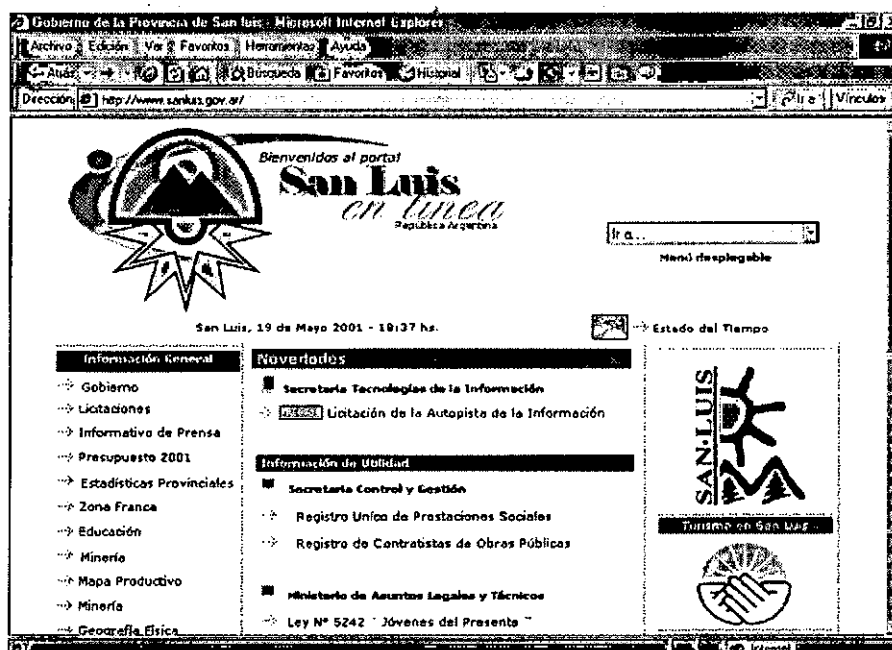 Gobierno de la Provincia de San luis - Microsoft Internet Explorer
Archivo Edición Ver Favoritos Herramientas Ayuda
Atrás Búsqueda Favoritos Historial
Dirección http://www.sanluis.gov.ar/ Ir a Vínculos
Bienvenidos al portal
San Luis
en línea
República Argentina
Ir a...
Menú desplegable
San Luis, 19 de Mayo 2001 - 18:37 hs.
Estado del Tiempo
Información General
Gobierno
Licitaciones
Informativo de Prensa
Presupuesto 2001
Estadísticas Provinciales
Zona Franca
Educación
Minería
Mapa Productivo
Minería
Geografía Física
Novedades
Secretaría Tecnologías de la Información
Licitación de la Autopista de la Información
Información de Utilidad
Secretaría Control y Gestión
Registro Unico de Prestaciones Sociales
Registro de Contratistas de Obras Públicas
Ministerio de Asuntos Legales y Técnicos
Ley Nº 5242 " Jóvenes del Presente "
SAN·LUIS
Turismo en San Luis
Internet